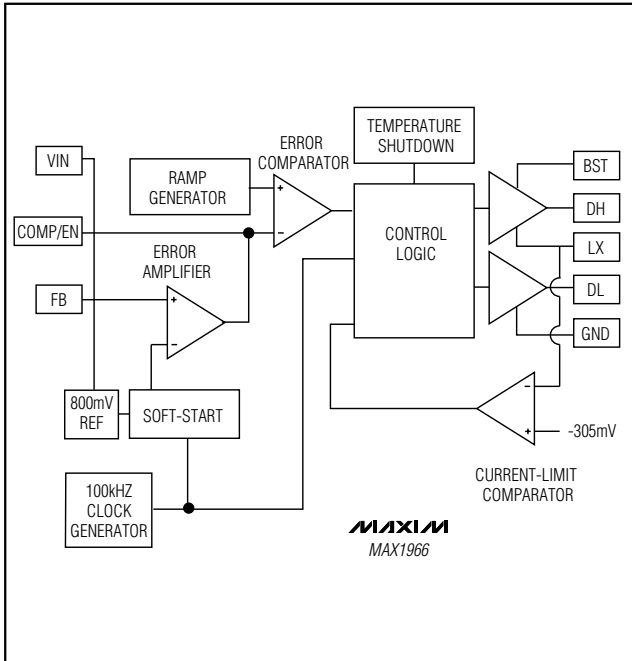 TEMPERATURE
SHUTDOWN
ERROR
COMPARATOR
VIN
RAMP
GENERATOR
BST
+
DH
COMP/EN
-
CONTROL
LOGIC
LX
ERROR
AMPLIFIER
DL
FB
+
GND
-
800mV
REF
SOFT-START
-
+
-305mV
100kHZ
CLOCK
GENERATOR
CURRENT-LIMIT
COMPARATOR
MAXIM
MAX1966